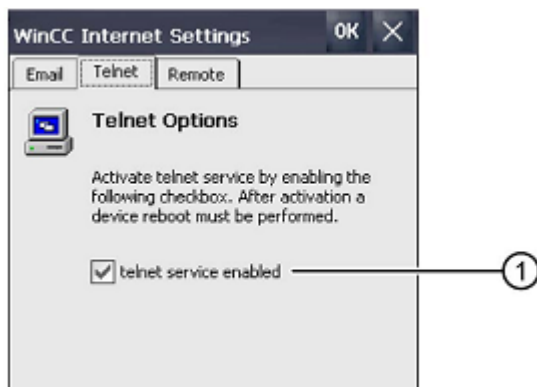 WinCC Internet Settings OK
Email Telnet Remote
Telnet Options
Activate telnet service by enabling the
following checkbox. After activation a
device reboot must be performed.
telnet service enabled 1